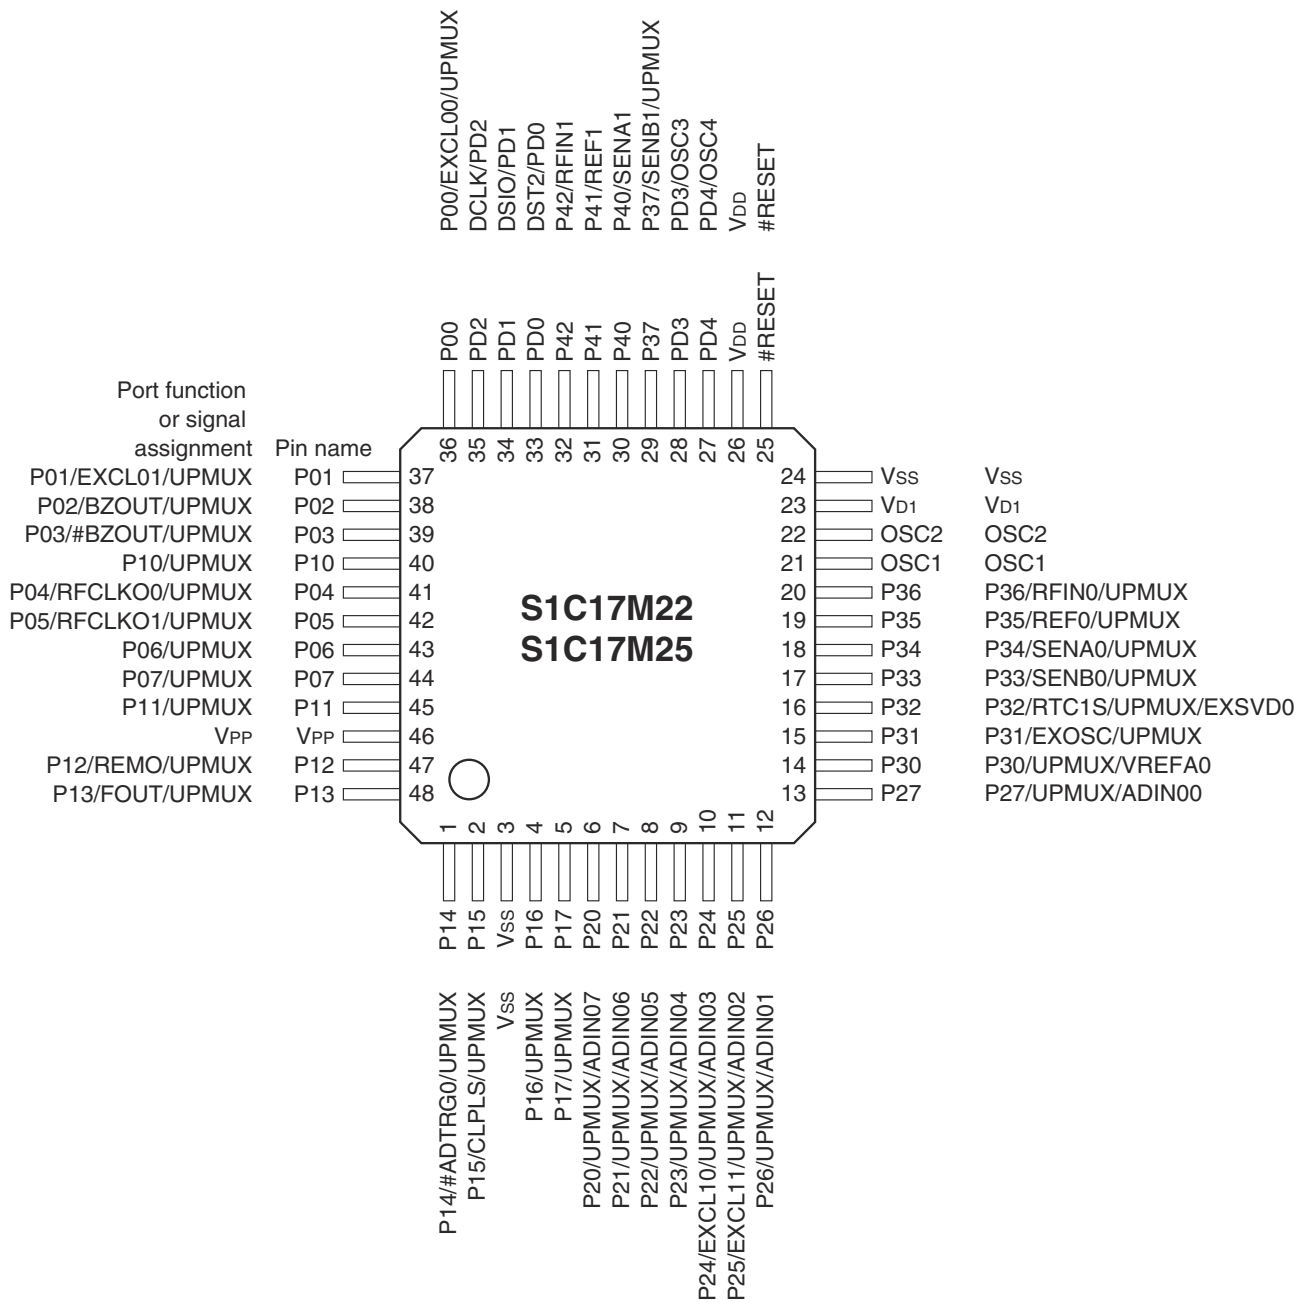 P00/EXCL00/UPMUX
DCLK/PD2
DSIO/PD1
DST2/PD0
P42/RFIN1
P41/REF1
P40/SENA1
P37/SENB1/UPMUX
PD3/OSC3
PD4/OSC4
VDD
#RESET
P00
PD2
PD1
PD0
P42
P41
P40
P37
PD3
PD4
VDD
#RESET
36
35
34
33
32
31
30
29
28
27
26
25
Port function
or signal
assignment
Pin name
P01/EXCL01/UPMUX P01 37
P02/BZOUT/UPMUX P02 38
P03/#BZOUT/UPMUX P03 39
P10/UPMUX P10 40
P04/RFCLKO0/UPMUX P04 41
P05/RFCLKO1/UPMUX P05 42
P06/UPMUX P06 43
P07/UPMUX P07 44
P11/UPMUX P11 45
VPP VPP 46
P12/REMO/UPMUX P12 47
P13/FOUT/UPMUX P13 48
S1C17M22
S1C17M25
24 VSS VSS
23 VD1 VD1
22 OSC2 OSC2
21 OSC1 OSC1
20 P36 P36/RFIN0/UPMUX
19 P35 P35/REF0/UPMUX
18 P34 P34/SENA0/UPMUX
17 P33 P33/SENB0/UPMUX
16 P32 P32/RTC1S/UPMUX/EXSVD0
15 P31 P31/EXOSC/UPMUX
14 P30 P30/UPMUX/VREFA0
13 P27 P27/UPMUX/ADIN00
1
2
3
4
5
6
7
8
9
10
11
12
P14
P15
VSS
P16
P17
P20
P21
P22
P23
P24
P25
P26
P14/#ADTRG0/UPMUX
P15/CLPLS/UPMUX
VSS
P16/UPMUX
P17/UPMUX
P20/UPMUX/ADIN07
P21/UPMUX/ADIN06
P22/UPMUX/ADIN05
P23/UPMUX/ADIN04
P24/EXCL10/UPMUX/ADIN03
P25/EXCL11/UPMUX/ADIN02
P26/UPMUX/ADIN01